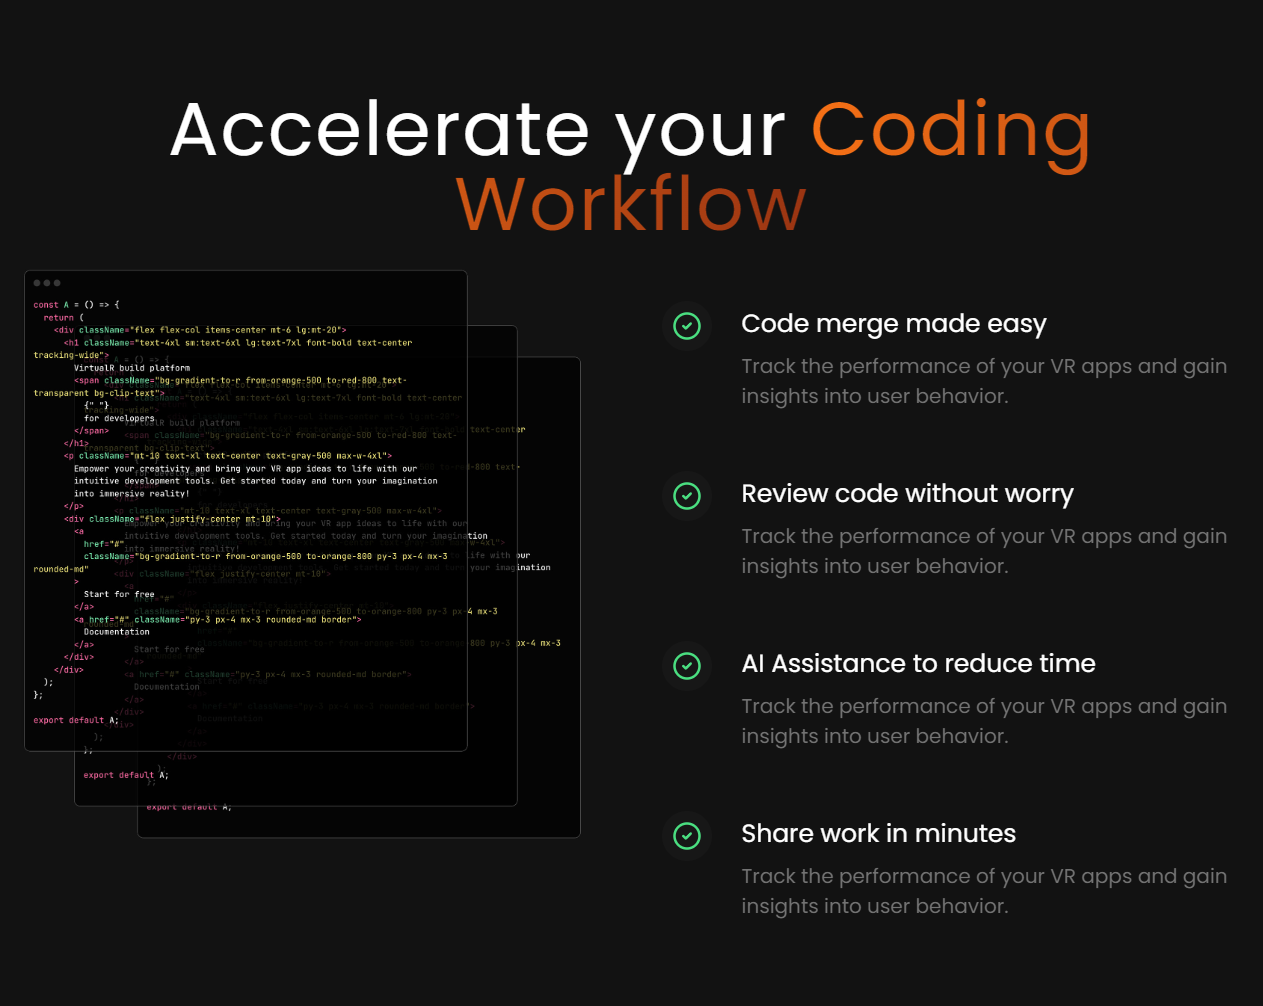 Accelerate your Coding
Workflow
const A = () => {
return (
<div className="flex flex-col items-center mt-6 lg:mt-20">
<h1 className="text-4xl sm:text-6xl lg:text-7xl font-bold text-center
tracking-wide">
VirtualR build platform
<span className="bg-gradient-to-r from-orange-500 to-red-800 text-
transparent bg-clip-text">
{" "}
for developers
</span>
</h1>
<p className="mt-10 text-xl text-center text-gray-500 max-w-4xl">
Empower your creativity and bring your VR app ideas to life with our
intuitive development tools. Get started today and turn your imagination
into immersive reality!
</p>
<div className="flex justify-center mt-10">
<a
href="#"
className="bg-gradient-to-r from-orange-500 to-orange-800 py-3 px-4 mx-3
rounded-md"
>
Start for free
</a>
<a href="#" className="py-3 px-4 mx-3 rounded-md border">
Documentation
</a>
</div>
</div>
);
};
export default A;
};
export default A;
export default A;
Code merge made easy
Track the performance of your VR apps and gain
insights into user behavior.
Review code without worry
Track the performance of your VR apps and gain
insights into user behavior.
AI Assistance to reduce time
Track the performance of your VR apps and gain
insights into user behavior.
Share work in minutes
Track the performance of your VR apps and gain
insights into user behavior.